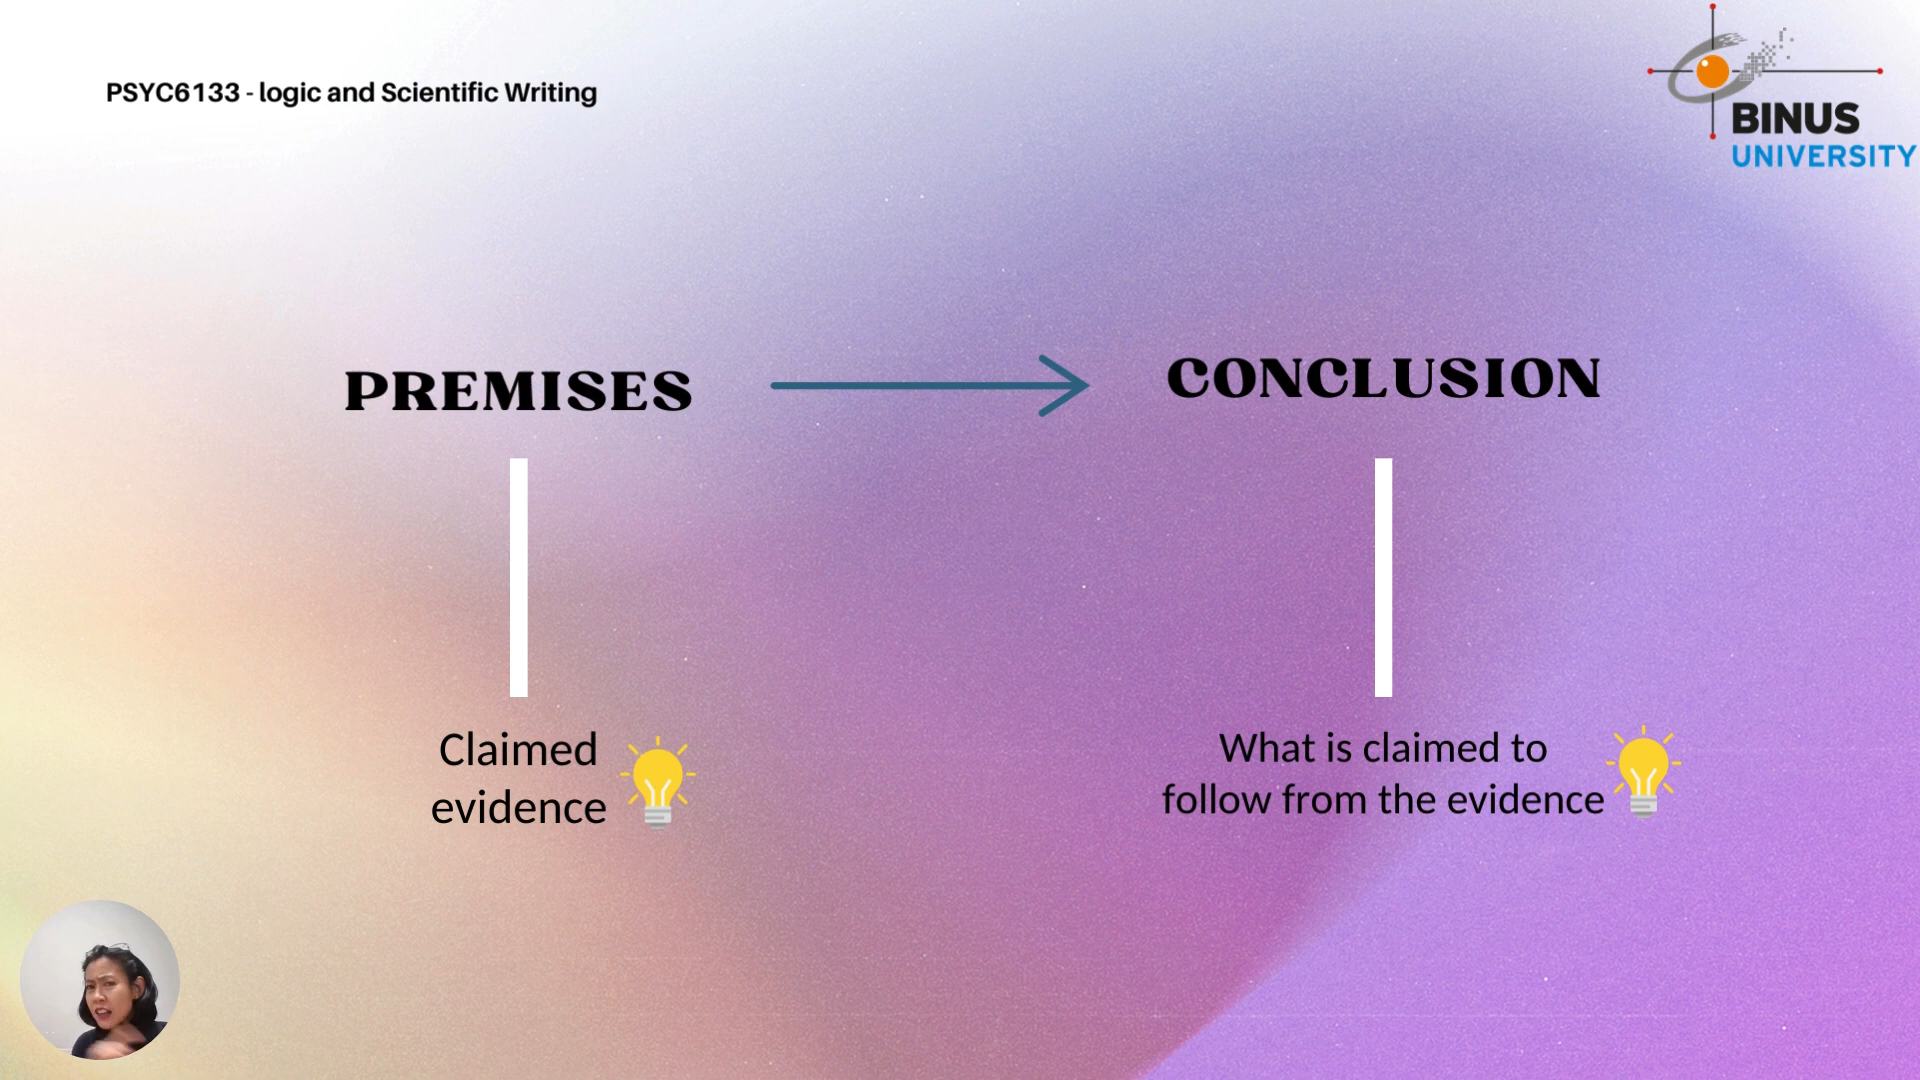 PSYC6133 - logic and Scientific Writing
BINUS
UNIVERSITY
PREMISES
CONCLUSION
Claimed
evidence
What is claimed to
follow from the evidence